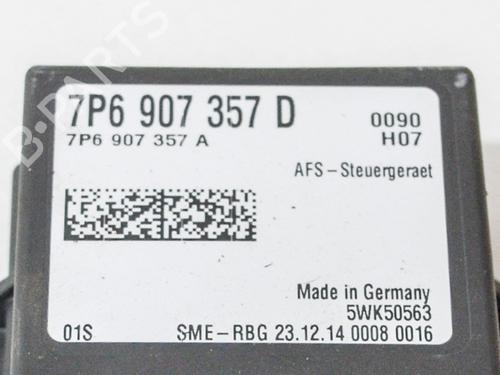 7P6 907 357 D
0090
7P6 907 357 A
H07
AFS-Steuergeraet
Made in Germany
5WK50563
01S
SME-RBG 23.12.14 0008 0016
B-PARTS